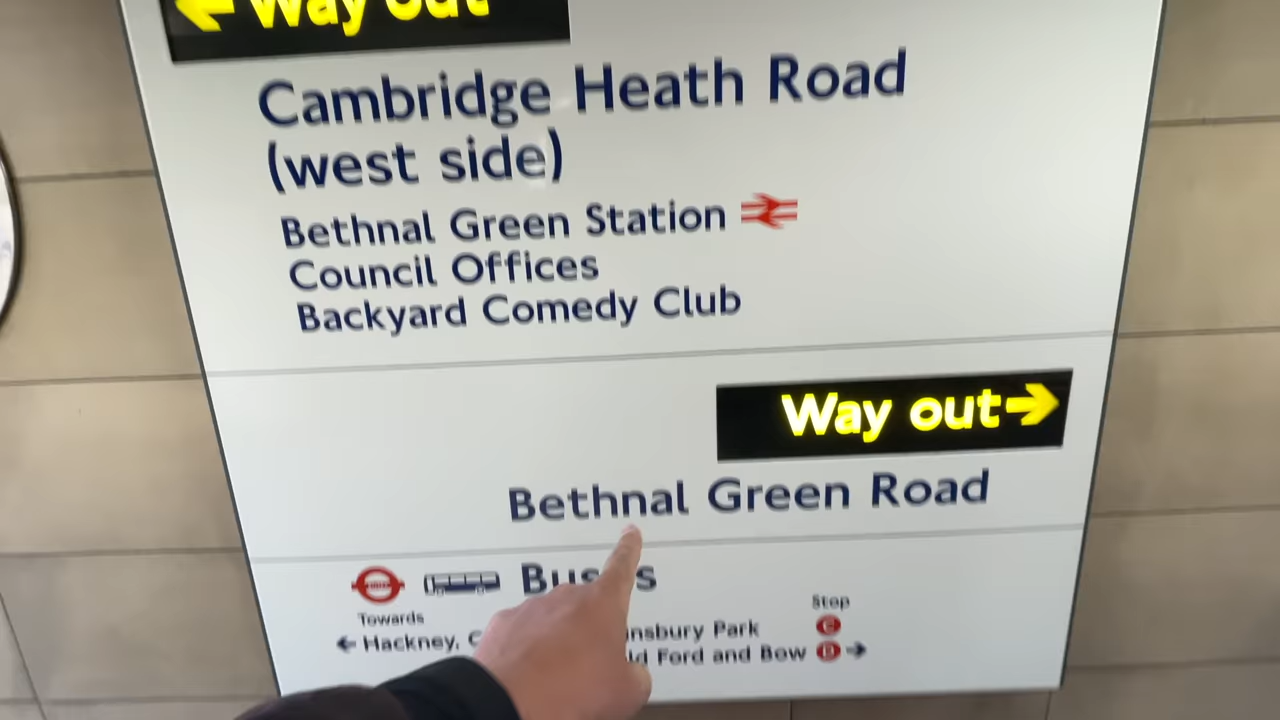 ← Way out
Cambridge Heath Road
(west side)
Bethnal Green Station
Council Offices
Backyard Comedy Club
Way out →
Bethnal Green Road
Buses
Towards
Stop
← Hackney,
Park
C
Ford and Bow B →